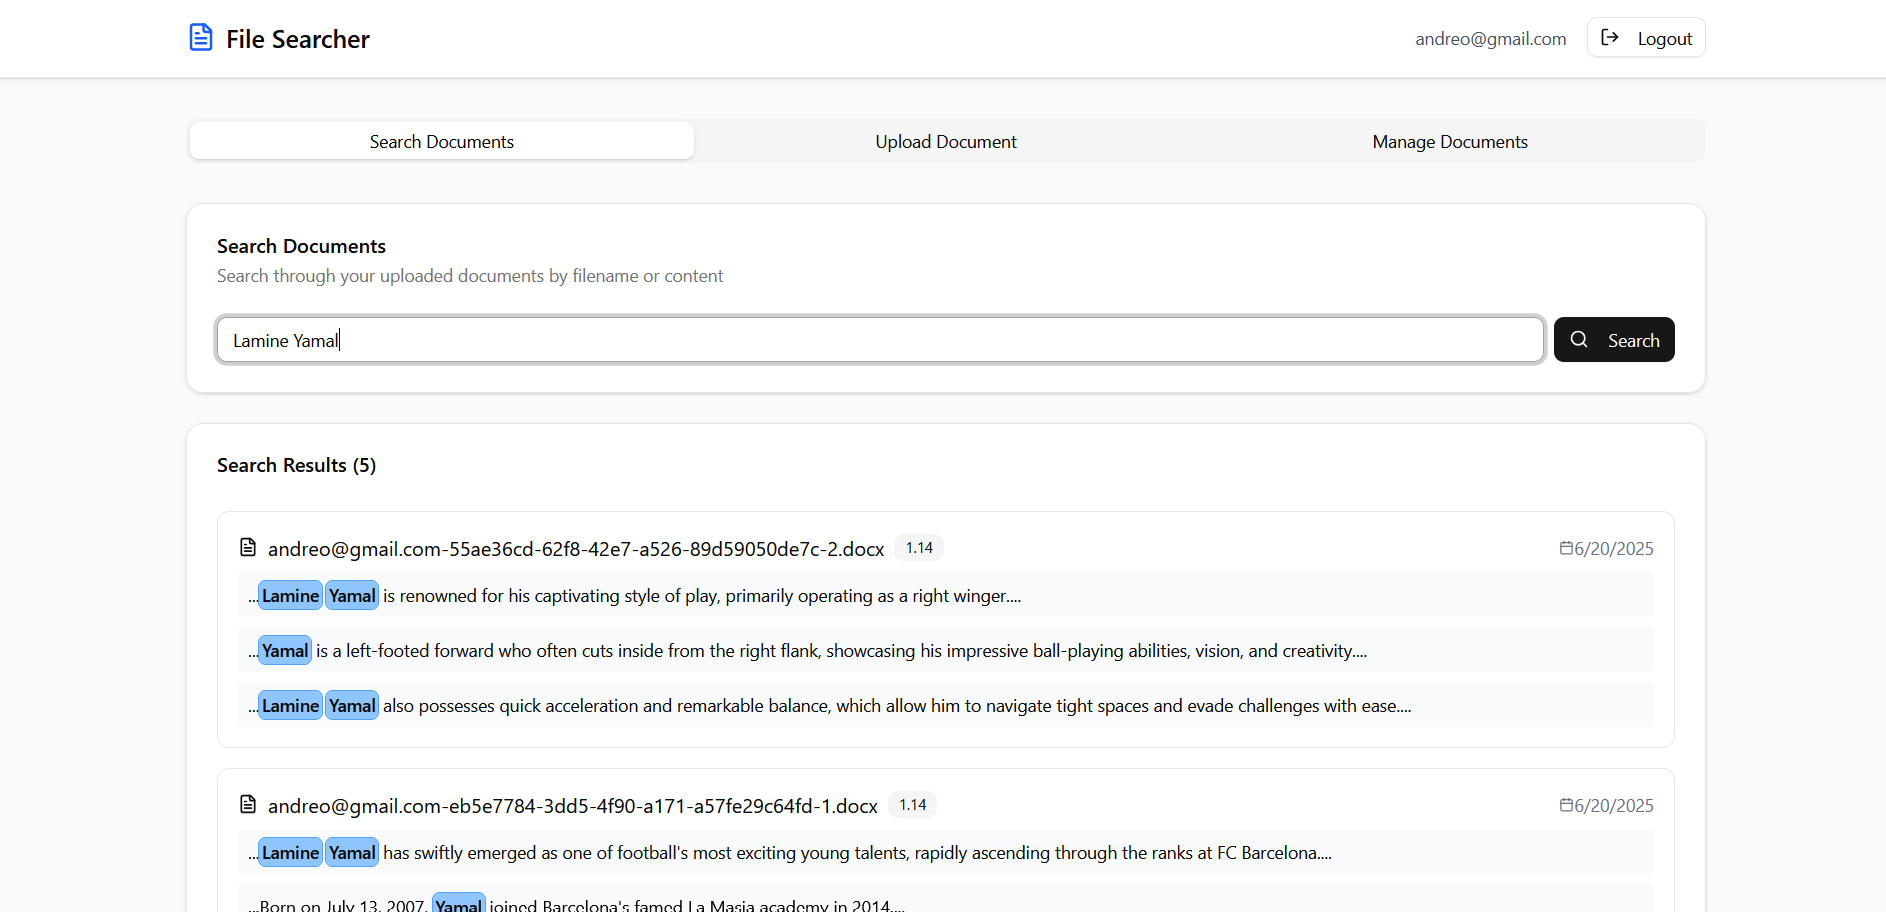 File Searcher
andreo@gmail.com
Logout
Search Documents
Upload Document
Manage Documents
Search Documents
Search through your uploaded documents by filename or content
Lamine Yamal
Search
Search Results (5)
andreo@gmail.com-55ae36cd-62f8-42e7-a526-89d59050de7c-2.docx
1.14
6/20/2025
...Lamine Yamal is renowned for his captivating style of play, primarily operating as a right winger....
...Yamal is a left-footed forward who often cuts inside from the right flank, showcasing his impressive ball-playing abilities, vision, and creativity....
...Lamine Yamal also possesses quick acceleration and remarkable balance, which allow him to navigate tight spaces and evade challenges with ease....
andreo@gmail.com-eb5e7784-3dd5-4f90-a171-a57fe29c64fd-1.docx
1.14
6/20/2025
...Lamine Yamal has swiftly emerged as one of football's most exciting young talents, rapidly ascending through the ranks at FC Barcelona....
...Born on July 13, 2007, Yamal joined Barcelona's famed La Masia academy in 2014....